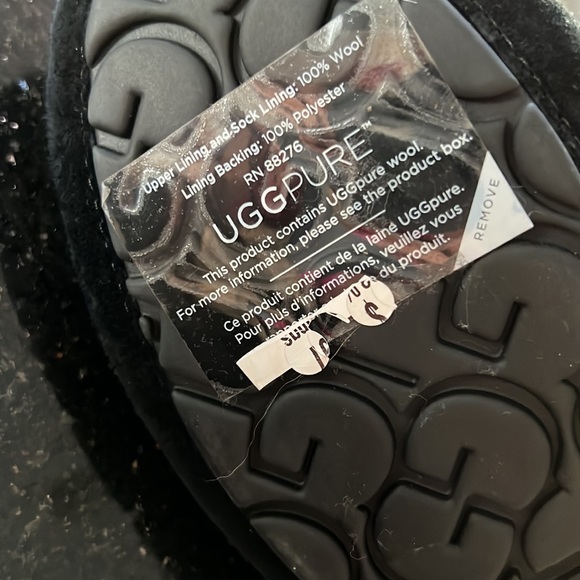 Upper Lining and Sock Lining: 100% Wool
Lining Backing: 100% Polyester
RN 88276
UGGPURE™
This product contains UGGpure wool.
For more information, please see the product box.
Ce produit contient de la laine UGGpure.
Pour plus d'informations, veuillez vous
du produit.
REMOVE
G
UGG